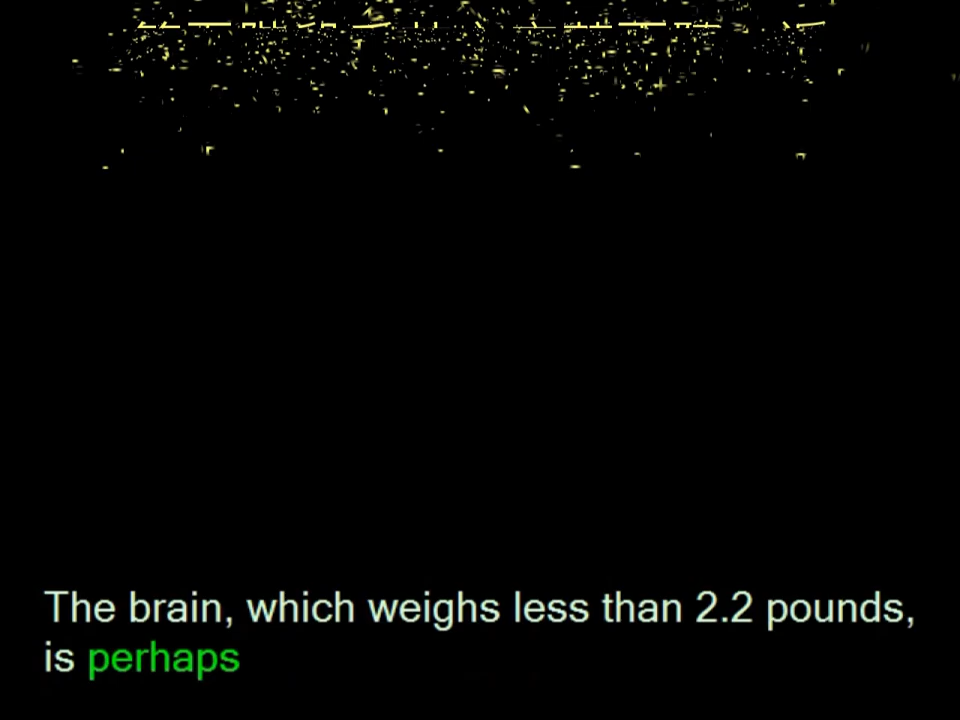 The brain, which weighs less than 2.2 pounds,
is perhaps